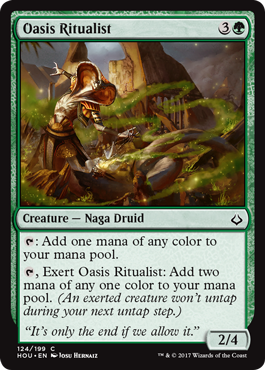 Oasis Ritualist 3
Creature — Naga Druid
: Add one mana of any color to
your mana pool.
, Exert Oasis Ritualist: Add two
mana of any one color to your mana
pool. (An exerted creature won't untap
during your next untap step.)
"It's only the end if we allow it."
2/4
124/199 C
HOU • EN Josu Hernaiz
™ & © 2017 Wizards of the Coast